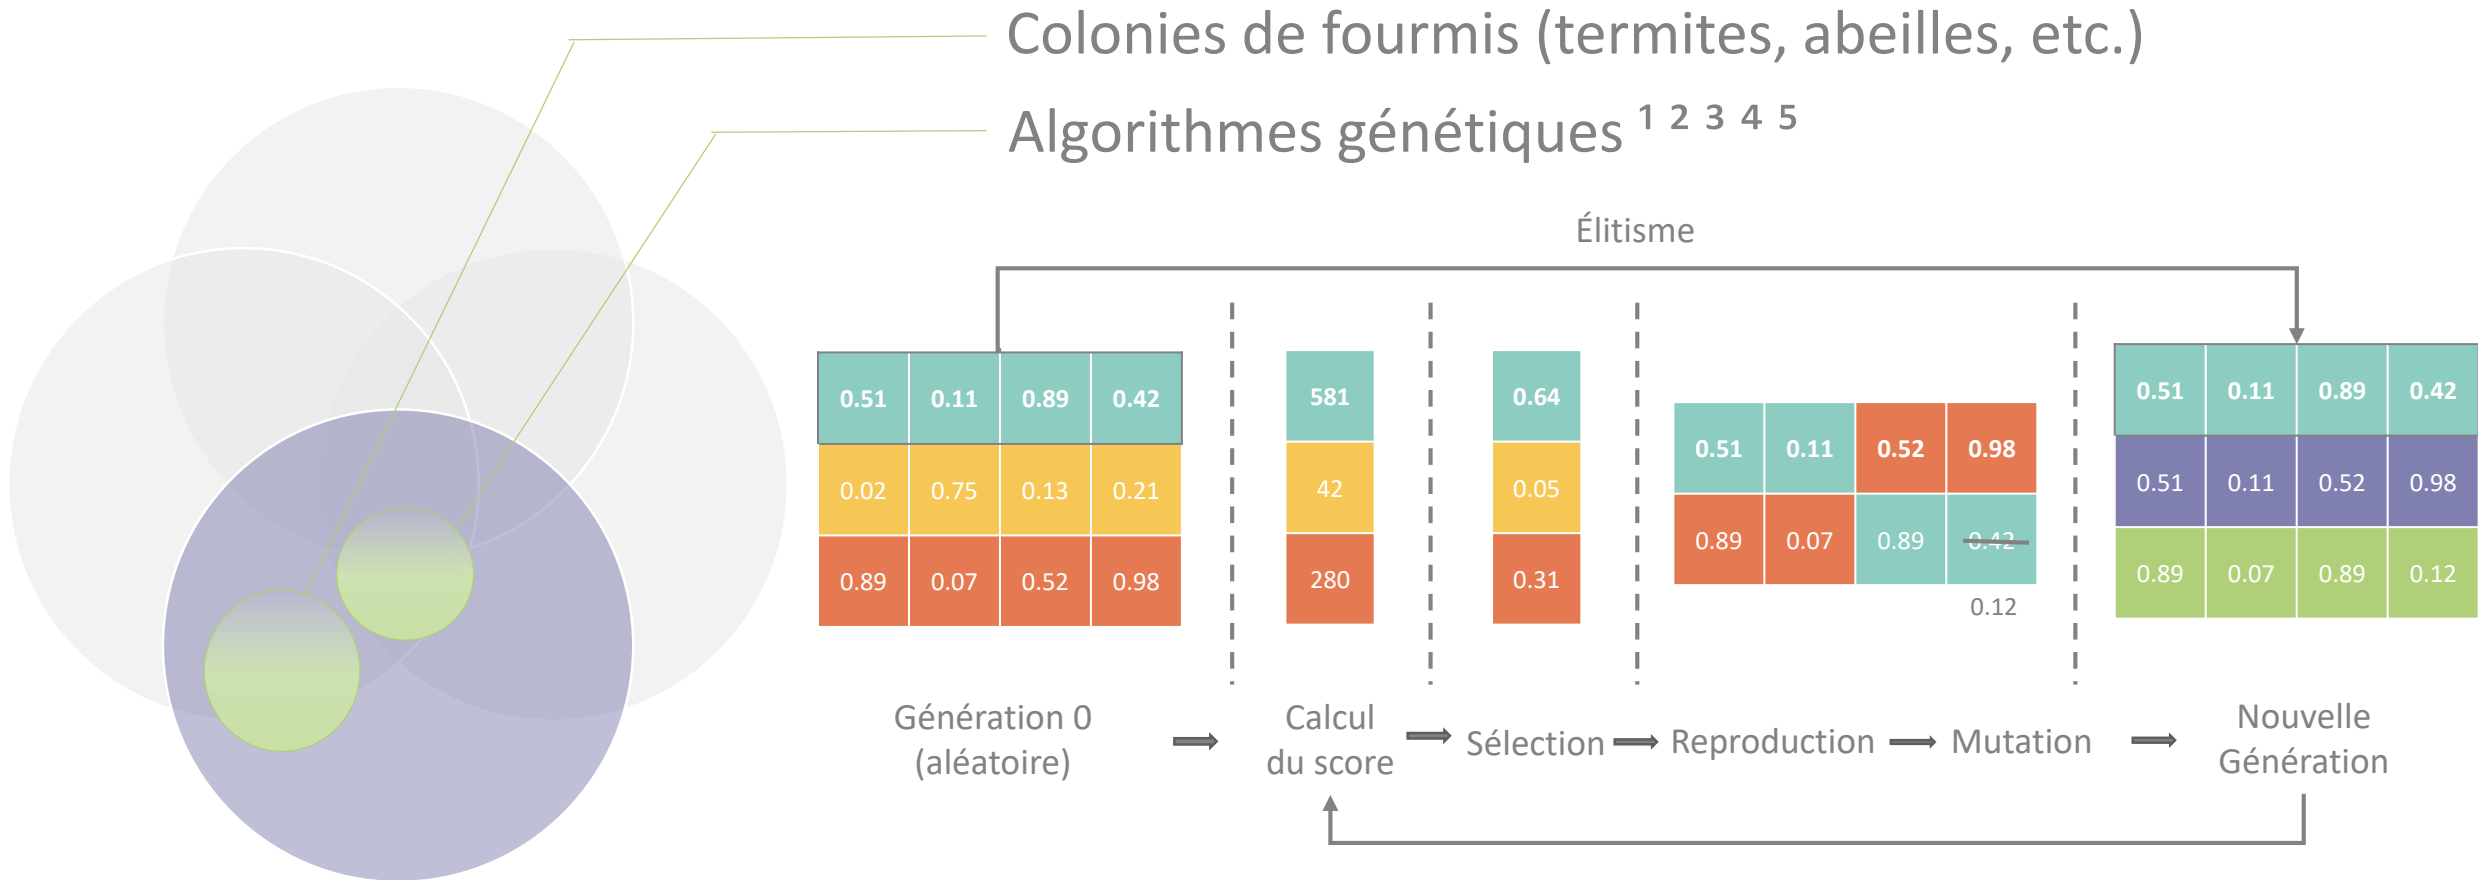 Colonies de fourmis (termites, abeilles, etc.)
Algorithmes génétiques 1 2 3 4 5
Élitisme
0.51 0.11 0.89 0.42
0.02 0.75 0.13 0.21
0.89 0.07 0.52 0.98
581
42
280
0.64
0.05
0.31
0.51 0.11 0.52 0.98
0.89 0.07 0.89 0.42
0.12
0.51 0.11 0.89 0.42
0.51 0.11 0.52 0.98
0.89 0.07 0.89 0.12
Génération 0
(aléatoire)
Calcul
du score
Sélection
Reproduction
Mutation
Nouvelle
Génération